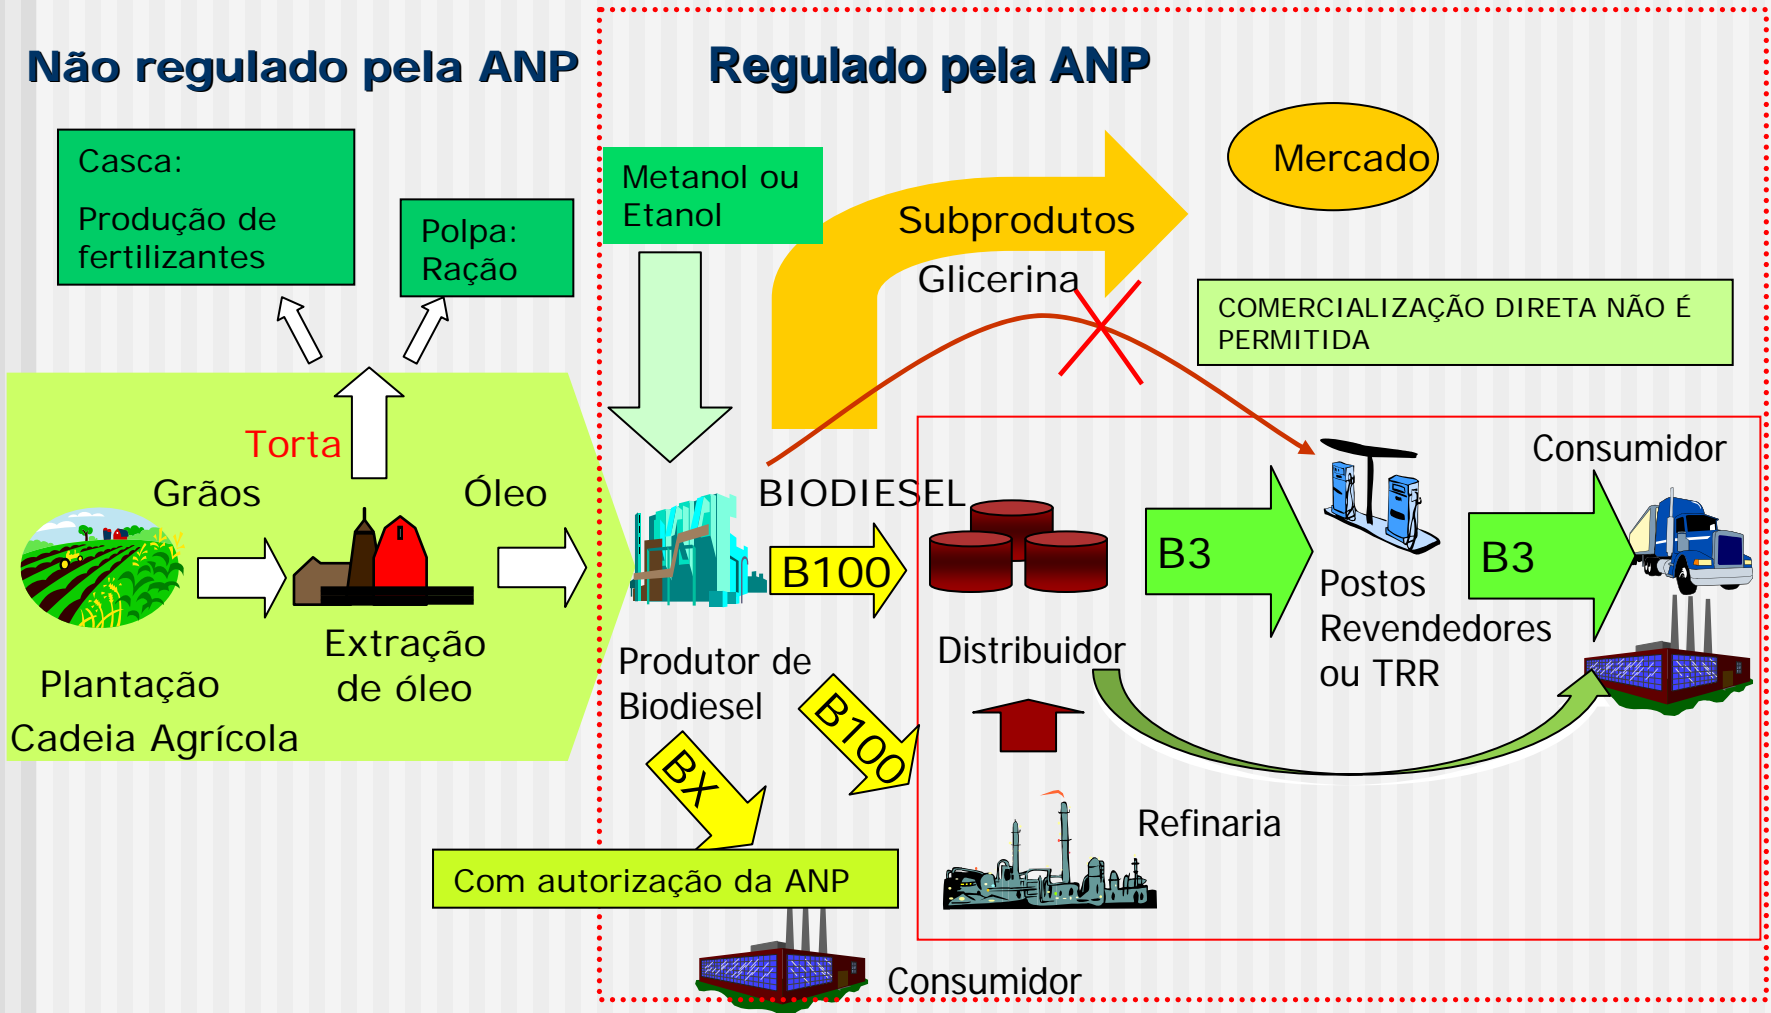 Não regulado pela ANP
Regulado pela ANP
Casca:
Produção de
fertilizantes
Polpa:
Ração
Metanol ou
Etanol
Mercado
Subprodutos
Glicerina
COMERCIALIZAÇÃO DIRETA NÃO É
PERMITIDA
Torta
Grãos
Óleo
BIODIESEL
Consumidor
B100
B3
B3
Extração
de óleo
Plantação
Cadeia Agrícola
Produtor de
Biodiesel
Distribuidor
Postos
Revendedores
ou TRR
B100
BX
Refinaria
Com autorização da ANP
Consumidor